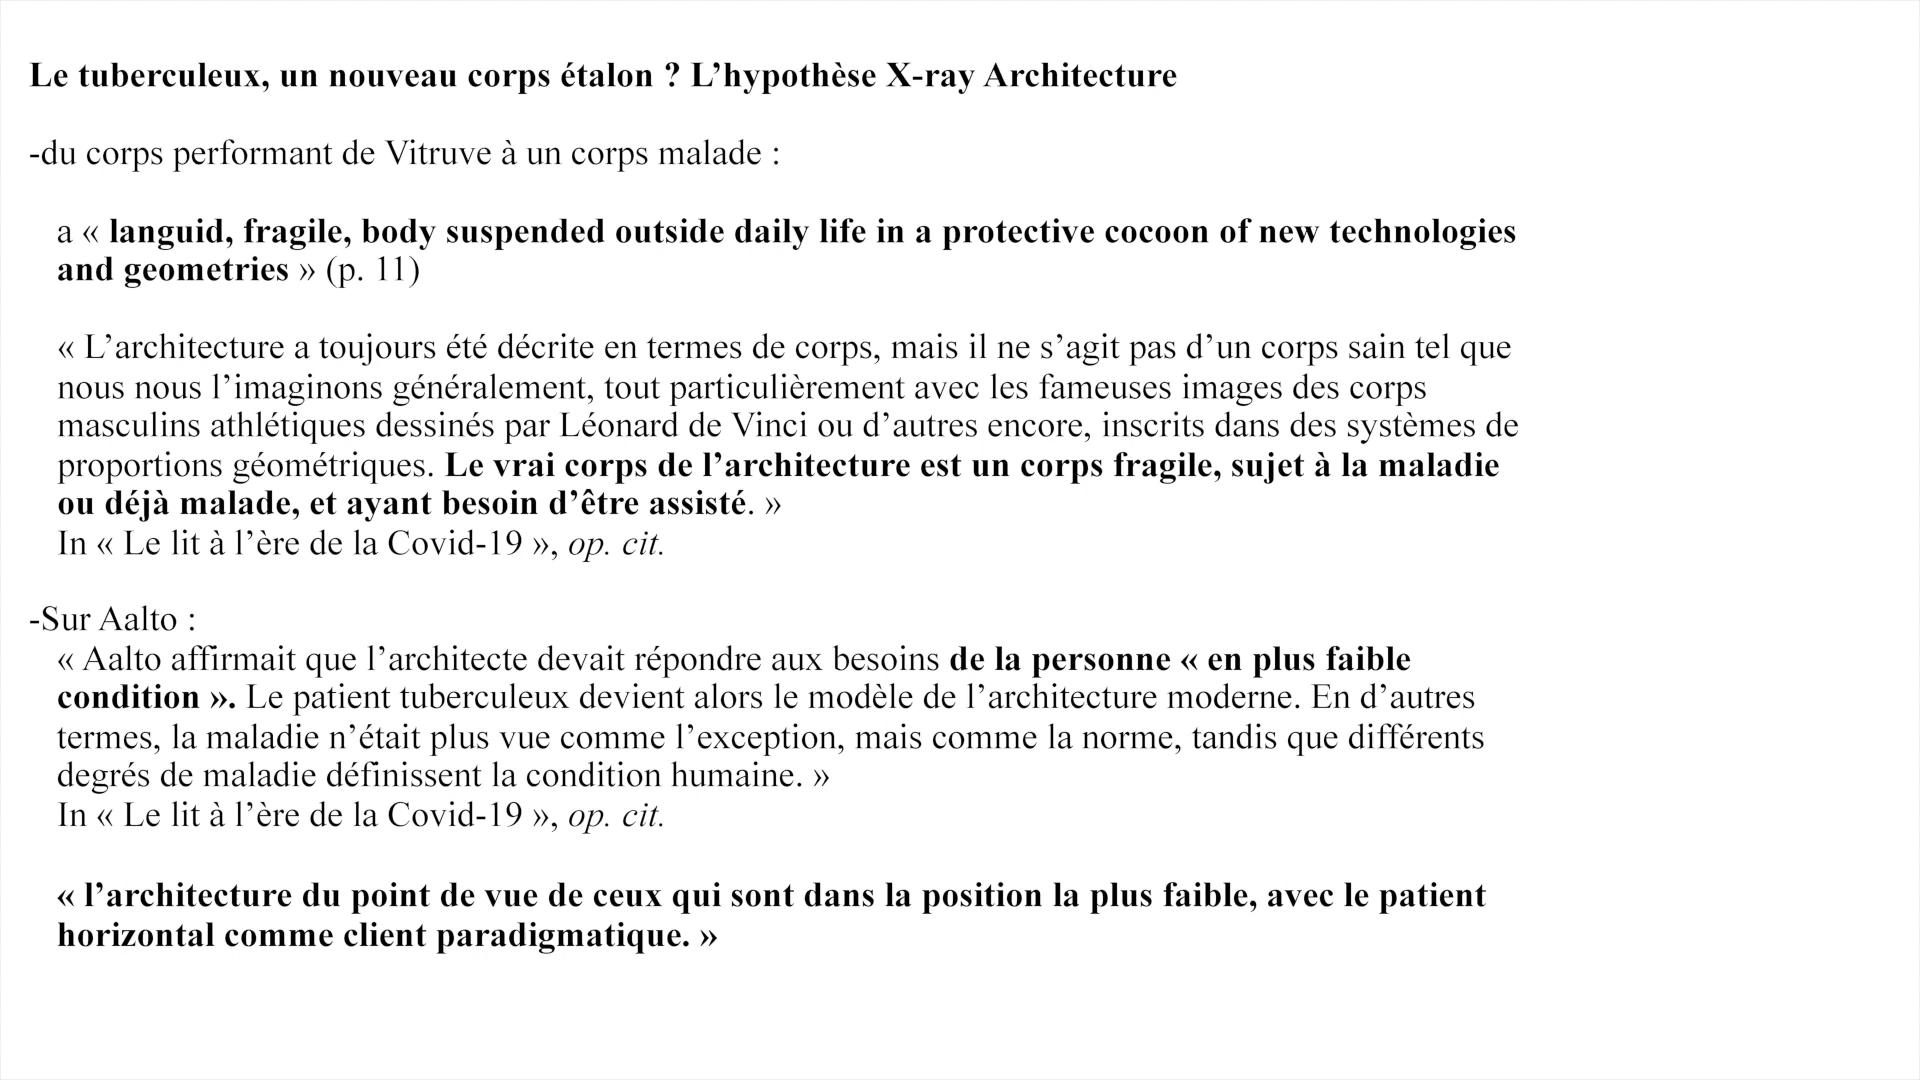 Le tuberculeux, un nouveau corps étalon ? L’hypothèse X-ray Architecture
-du corps performant de Vitruve à un corps malade :
a « languid, fragile, body suspended outside daily life in a protective cocoon of new technologies
and geometries » (p. 11)
« L’architecture a toujours été décrite en termes de corps, mais il ne s’agit pas d’un corps sain tel que
nous nous l’imaginons généralement, tout particulièrement avec les fameuses images des corps
masculins athlétiques dessinés par Léonard de Vinci ou d’autres encore, inscrits dans des systèmes de
proportions géométriques. Le vrai corps de l’architecture est un corps fragile, sujet à la maladie
ou déjà malade, et ayant besoin d’être assisté. »
In « Le lit à l’ère de la Covid-19 », op. cit.
-Sur Aalto :
« Aalto affirmait que l’architecte devait répondre aux besoins de la personne « en plus faible
condition ». Le patient tuberculeux devient alors le modèle de l’architecture moderne. En d’autres
termes, la maladie n’était plus vue comme l’exception, mais comme la norme, tandis que différents
degrés de maladie définissent la condition humaine. »
In « Le lit à l’ère de la Covid-19 », op. cit.
« l’architecture du point de vue de ceux qui sont dans la position la plus faible, avec le patient
horizontal comme client paradigmatique. »